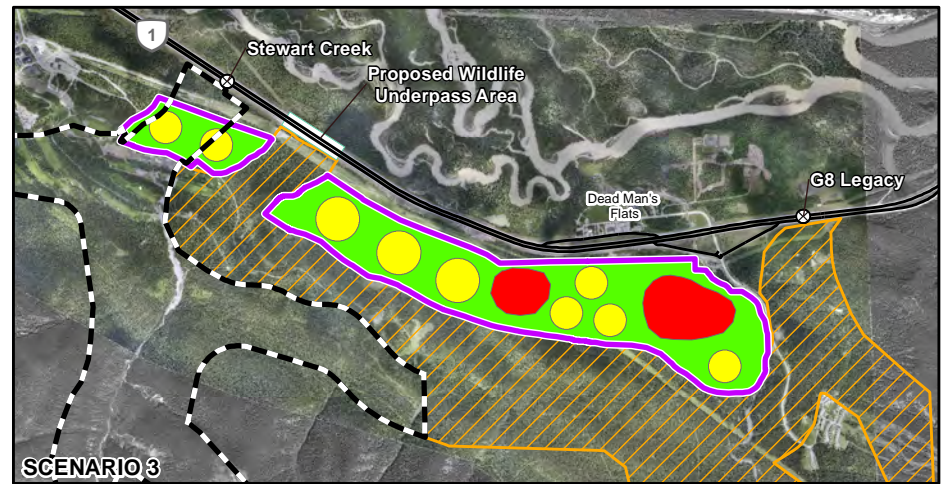 1
Stewart Creek
Proposed Wildlife
Underpass Area
G8 Legacy
Dead Man's
Flats
SCENARIO 3